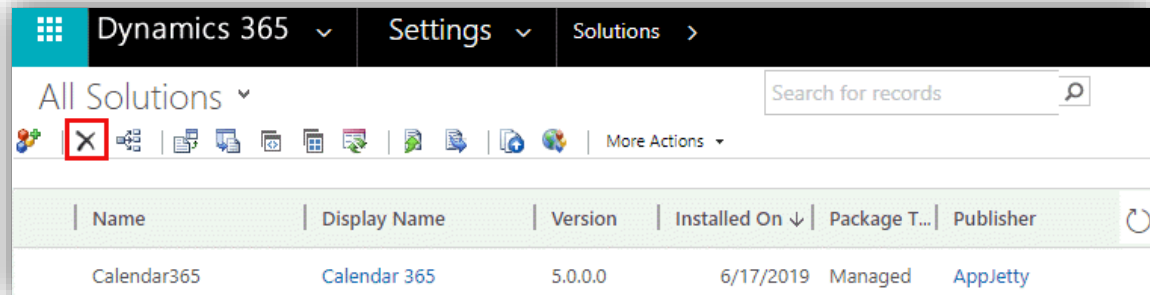 Dynamics 365 Settings Solutions
All Solutions Search for records
More Actions
Name Display Name Version Installed On Package T... Publisher
Calendar365 Calendar 365 5.0.0.0 6/17/2019 Managed AppJetty